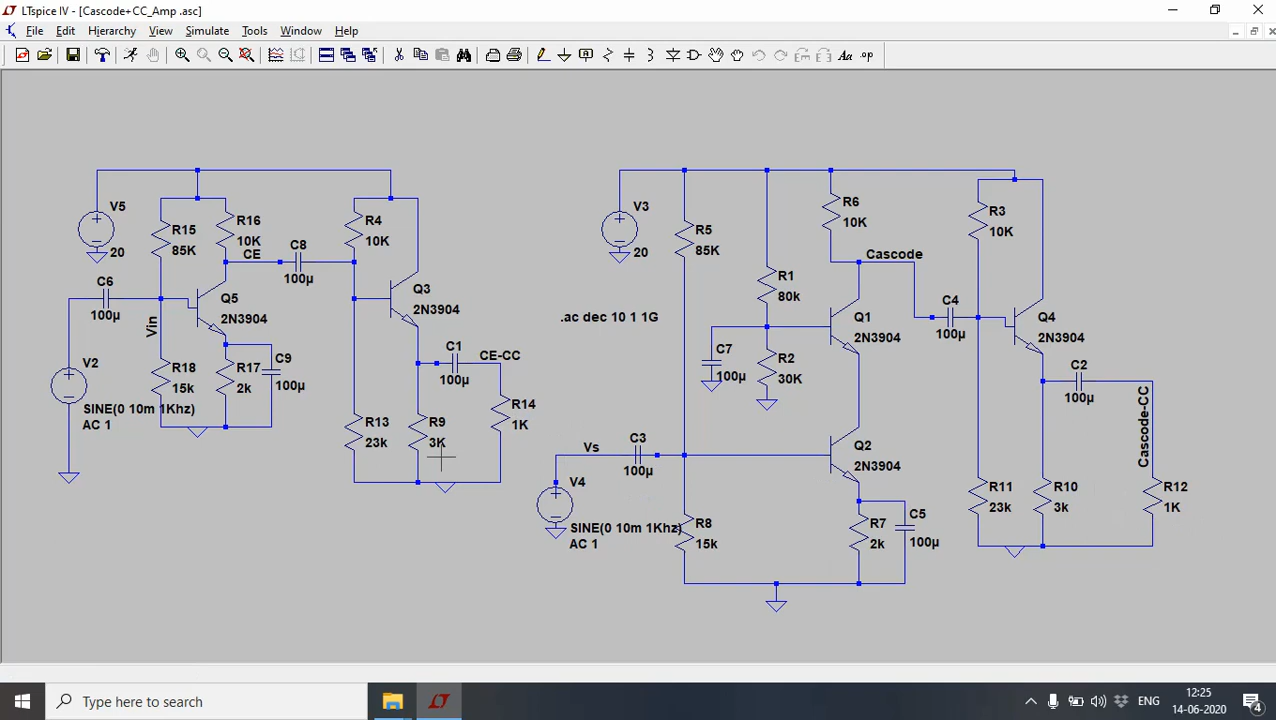 LTspice IV - [Cascode+CC_Amp .asc]
File Edit Hierarchy View Simulate Tools Window Help
Aa .op
V5
20
R15
85K
R16
10K
CE
C8
100µ
R4
10K
C6
100µ
Vin
Q5
2N3904
Q3
2N3904
V2
SINE(0 10m 1Khz)
AC 1
R18
15k
R17
2k
C9
100µ
C1
100µ
CE-CC
R13
23k
R9
3K
R14
1K
V3
20
R5
85K
R1
80k
R6
10K
Cascode
R3
10K
.ac dec 10 1 1G
Q1
2N3904
C4
100µ
Q4
2N3904
C7
100µ
R2
30K
C2
100µ
Cascode-CC
Vs
C3
100µ
Q2
2N3904
V4
SINE(0 10m 1Khz)
AC 1
R8
15k
R7
2k
C5
100µ
R11
23k
R10
3k
R12
1K
Type here to search
ENG
12:25
14-06-2020
4